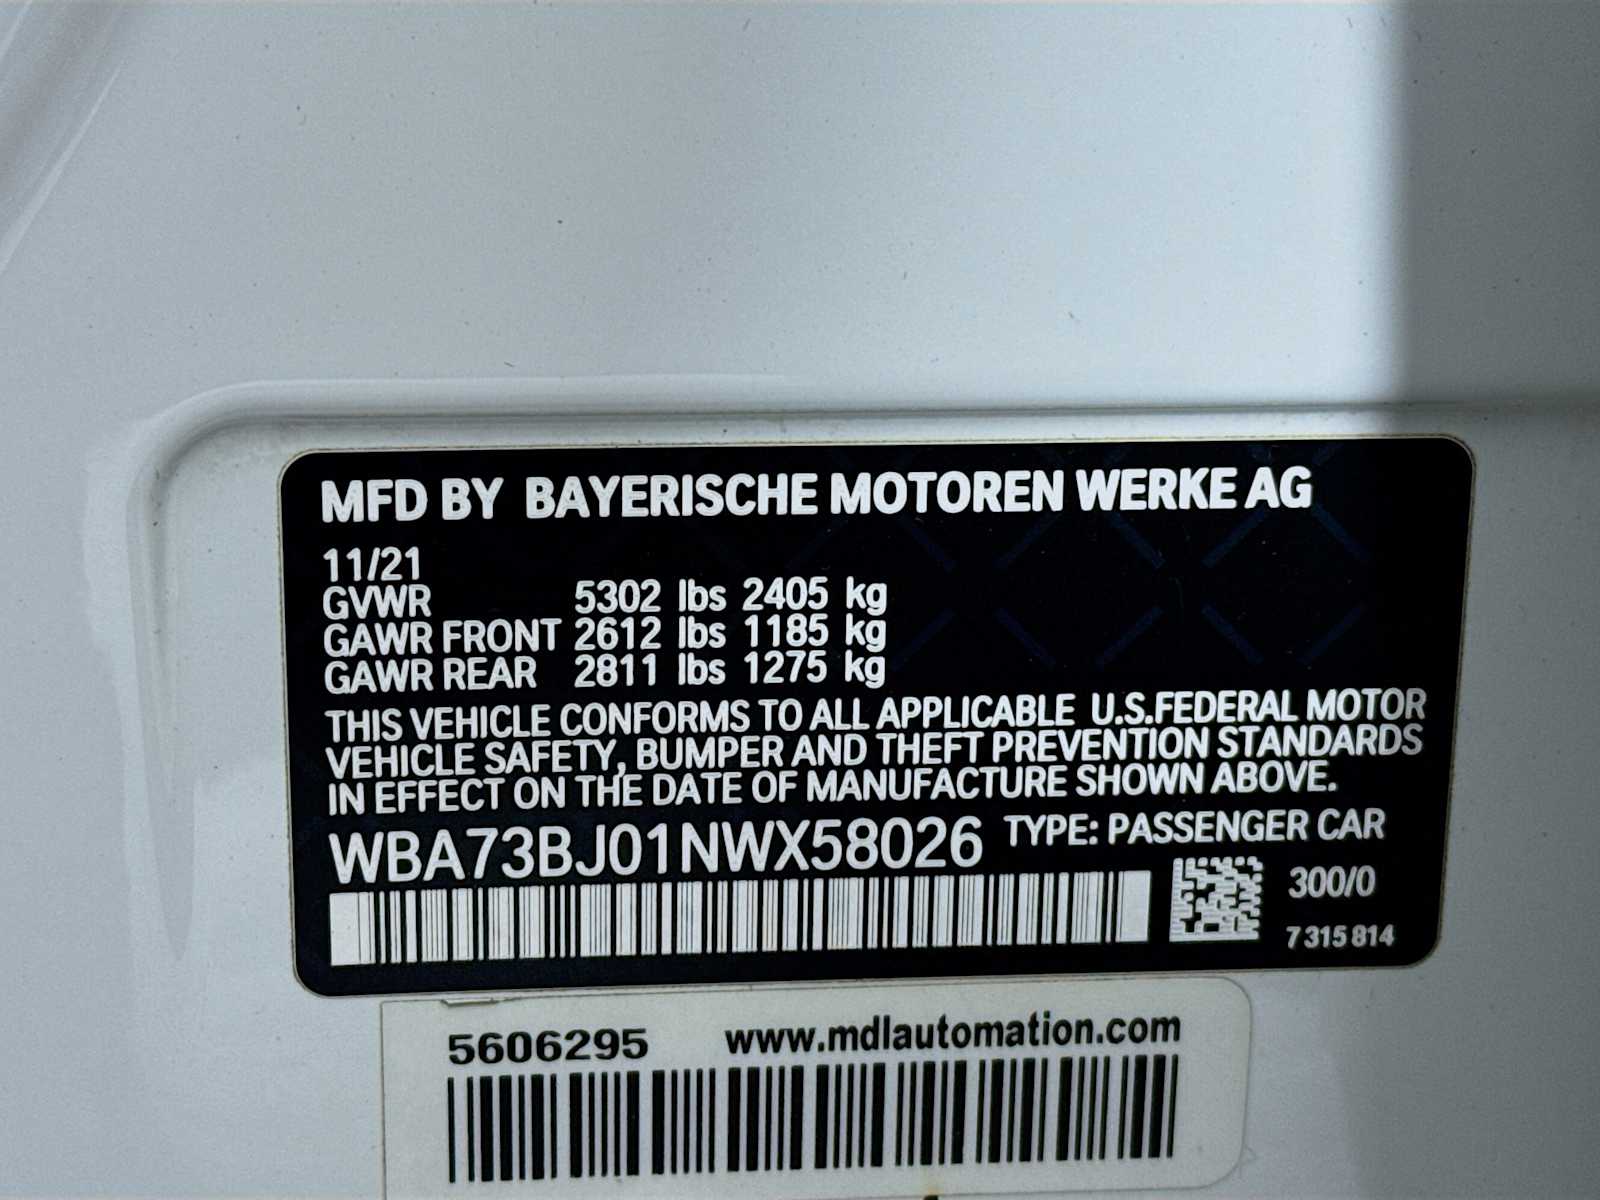 MFD BY BAYERISCHE MOTOREN WERKE AG
11/21
GVWR 5302 lbs 2405 kg
GAWR FRONT 2612 lbs 1185 kg
GAWR REAR 2811 lbs 1275 kg
THIS VEHICLE CONFORMS TO ALL APPLICABLE U.S.FEDERAL MOTOR
VEHICLE SAFETY, BUMPER AND THEFT PREVENTION STANDARDS
IN EFFECT ON THE DATE OF MANUFACTURE SHOWN ABOVE.
WBA73BJ01NWX58026 TYPE: PASSENGER CAR
300/0
7315814
5606295 www.mdlautomation.com